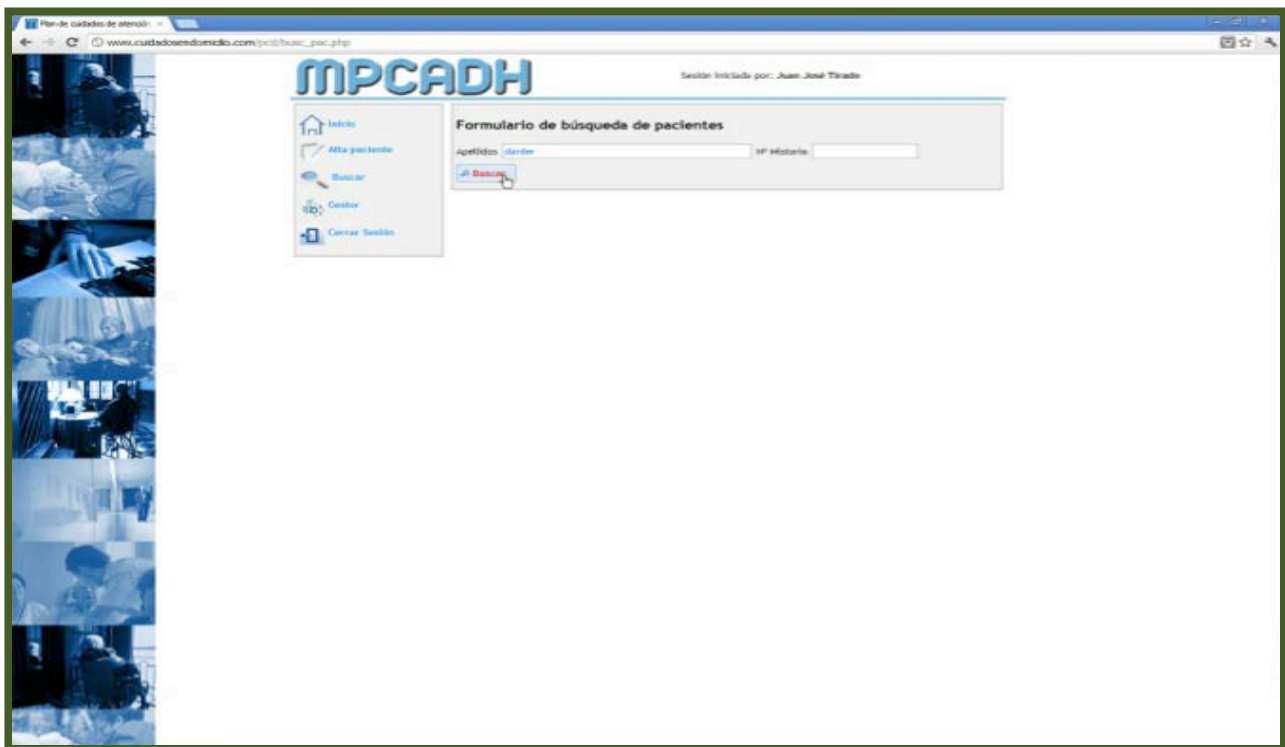 Plan de cuidados de atención
www.cuidadosendomicilio.com/pcd/busc_pac.php
MPCADH
Sesión iniciada por: Juan José Tirado
Inicio
Alta paciente
Buscar
Gestor
Cerrar Sesión
Formulario de búsqueda de pacientes
Apellidos darder Nº Historia
Buscar